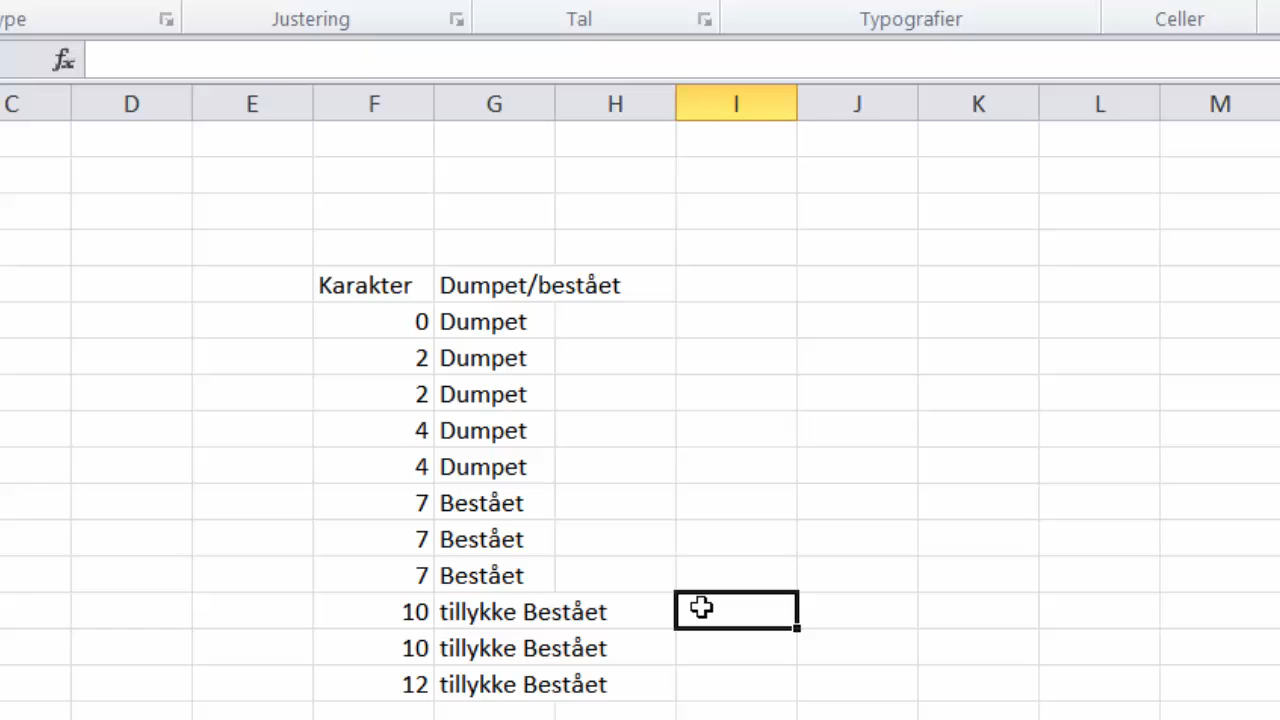 ype Justering Tal Typografier Celler
fx
C D E F G H I J K L M
Karakter Dumpet/bestået
0 Dumpet
2 Dumpet
2 Dumpet
4 Dumpet
4 Dumpet
7 Bestået
7 Bestået
7 Bestået
10 tillykke Bestået
10 tillykke Bestået
12 tillykke Bestået